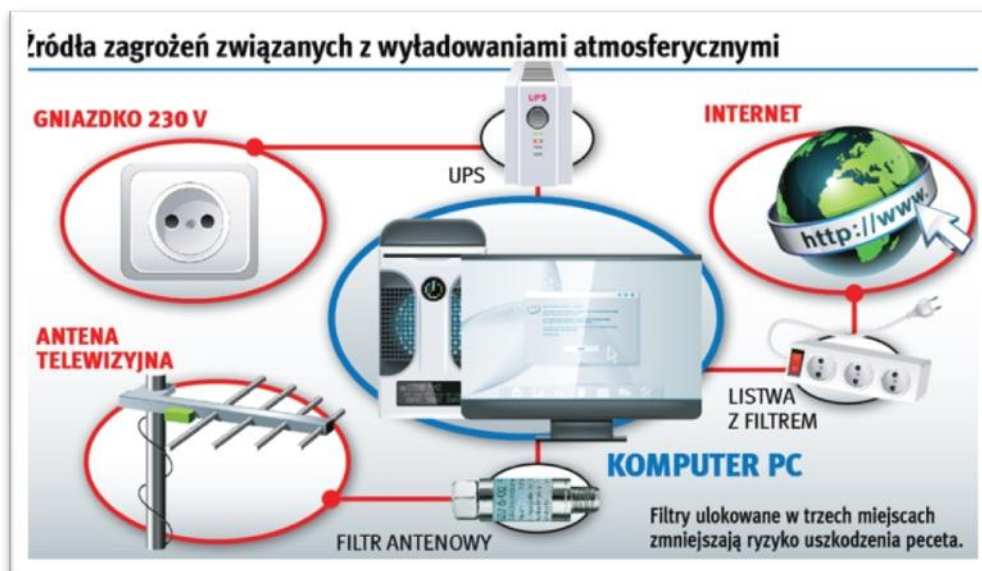 Źródła zagrożeń związanych z wyładowaniami atmosferycznymi
GNIAZDKO 230 V
UPS
UPS
INTERNET
http://www.
ANTENA
TELEWIZYJNA
LISTWA
Z FILTREM
KOMPUTER PC
FILTR ANTENOWY
Filtry ulokowane w trzech miejscach
zmniejszają ryzyko uszkodzenia peceta.